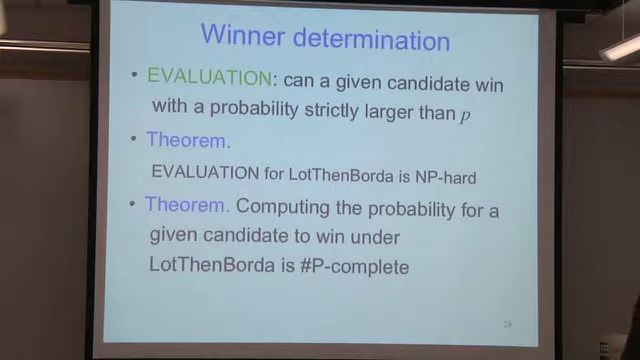 Winner determination
• EVALUATION: can a given candidate win
with a probability strictly larger than p
• Theorem.
EVALUATION for LotThenBorda is NP-hard
• Theorem. Computing the probability for a
given candidate to win under
LotThenBorda is #P-complete